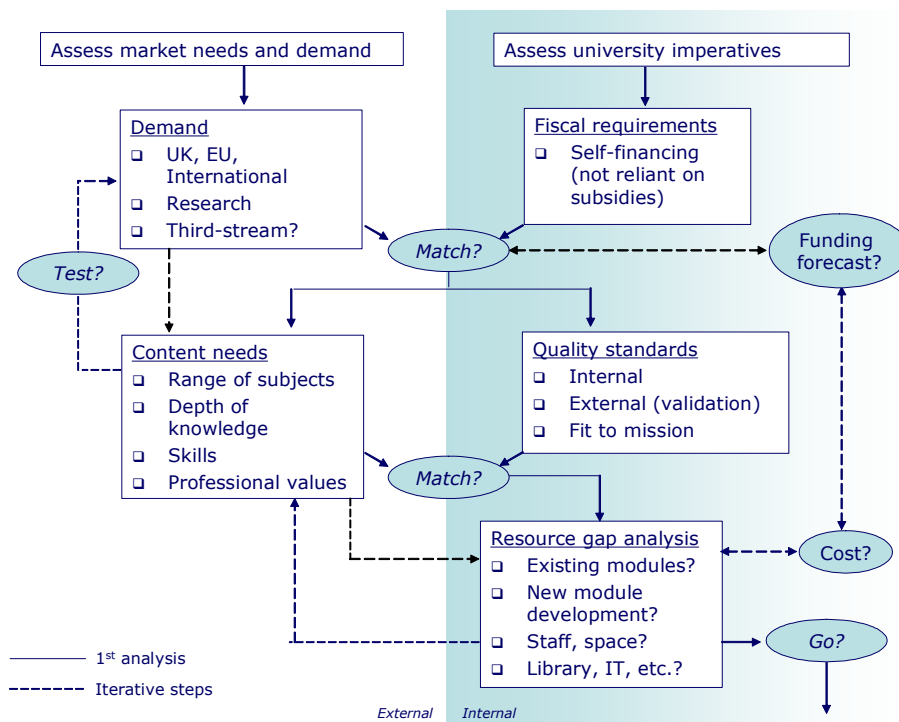 Assess market needs and demand
Assess university imperatives
Demand
❑ UK, EU,
International
❑ Research
❑ Third-stream?
Fiscal requirements
❑ Self-financing
(not reliant on
subsidies)
Match?
Funding
forecast?
Test?
Content needs
❑ Range of subjects
❑ Depth of
knowledge
❑ Skills
❑ Professional values
Quality standards
❑ Internal
❑ External (validation)
❑ Fit to mission
Match?
Resource gap analysis
❑ Existing modules?
❑ New module
development?
❑ Staff, space?
❑ Library, IT, etc.?
Cost?
Go?
1st analysis
Iterative steps
External Internal